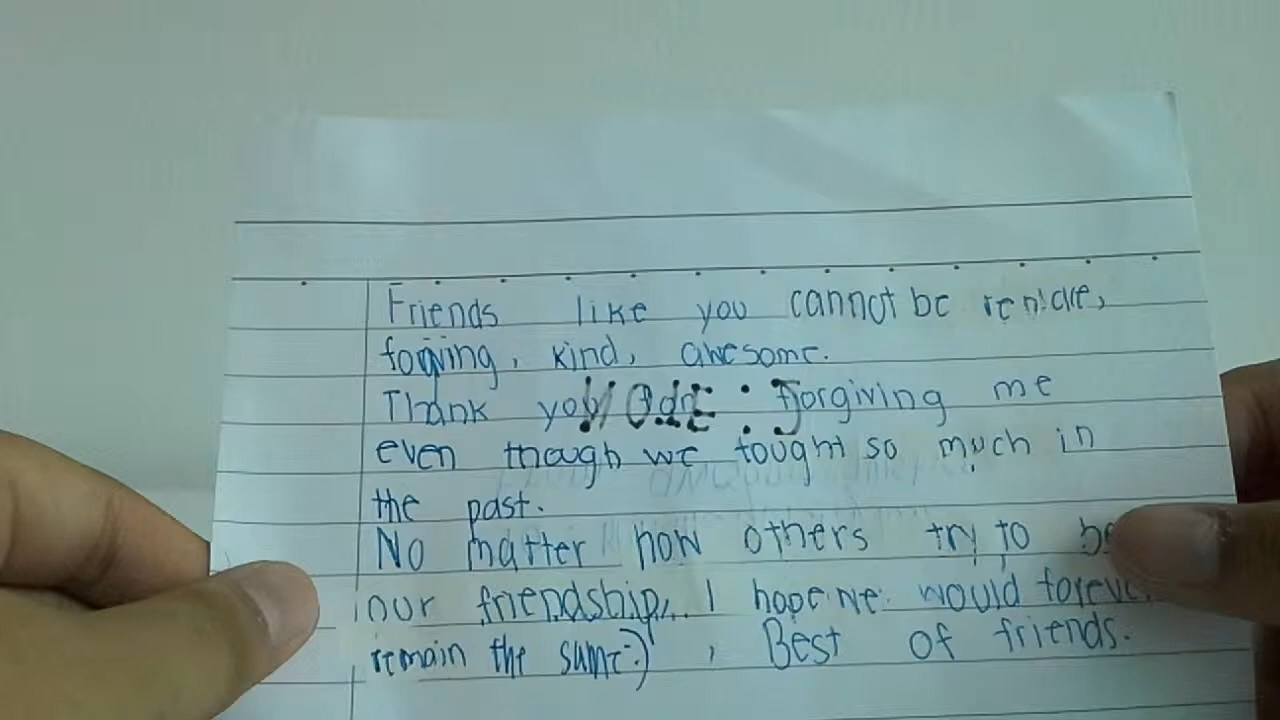 Friends like you cannot be
forgiving, kind, awesome.
Thank you forgiving me
even though we fought so much in
the past.
No matter how others try to
our friendship, I hope we would forever
remain the same :) , Best of friends.